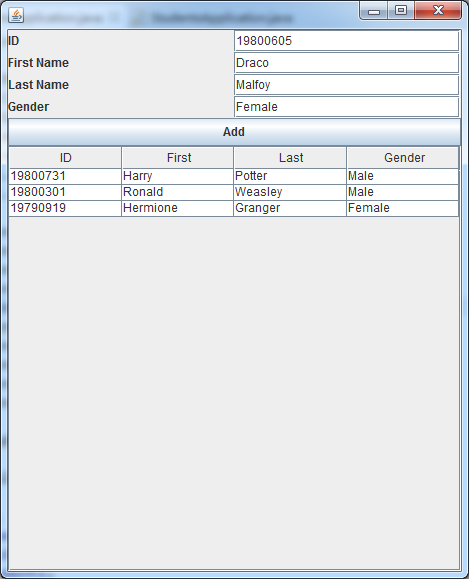 ID 19800605
First Name Draco
Last Name Malfoy
Gender Female
Add
ID First Last Gender
19800731 Harry Potter Male
19800301 Ronald Weasley Male
19790919 Hermione Granger Female